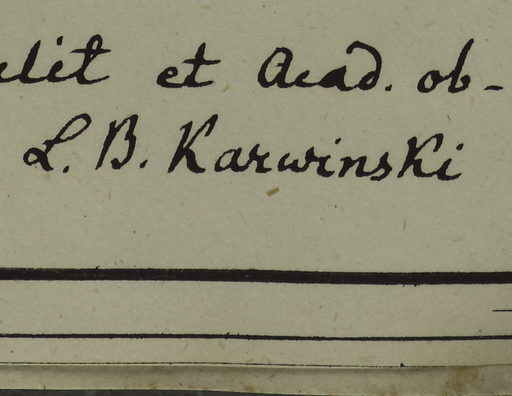 et Acad. ob-
L. B. Karwinski